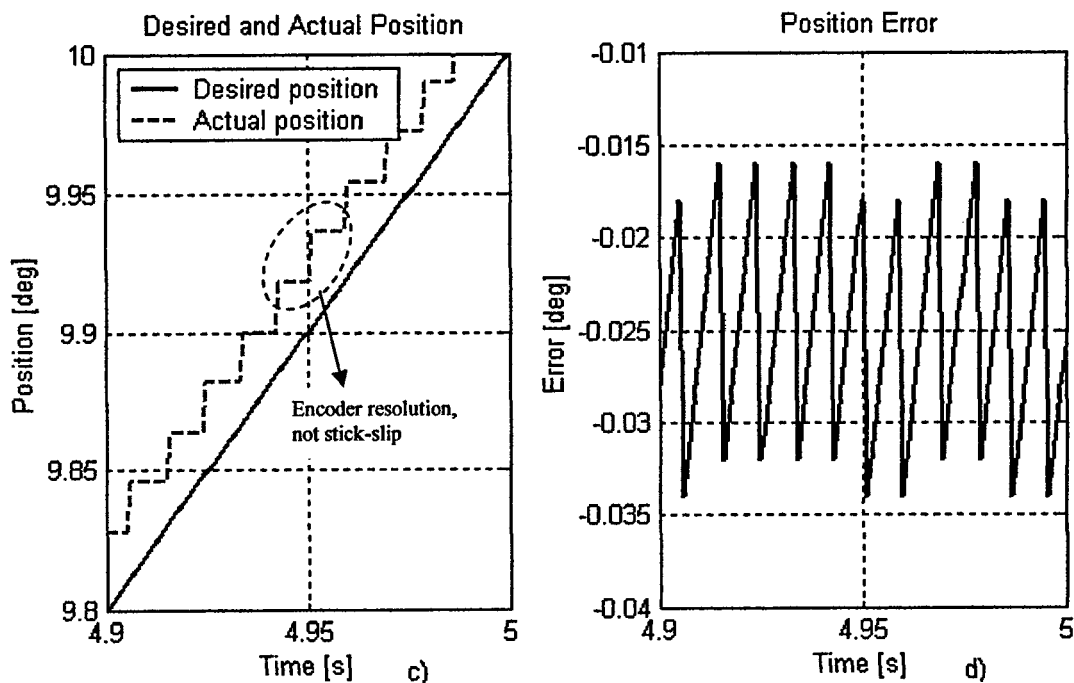 Desired and Actual Position
10
Desired position
Actual position
9.95
9.9
9.85
9.8
Position [deg]
Encoder resolution,
not stick-slip
4.9
4.95
5
Time [s]
c)
Position Error
-0.01
-0.015
-0.02
-0.025
-0.03
-0.035
-0.04
Error [deg]
4.9
4.95
5
Time [s]
d)